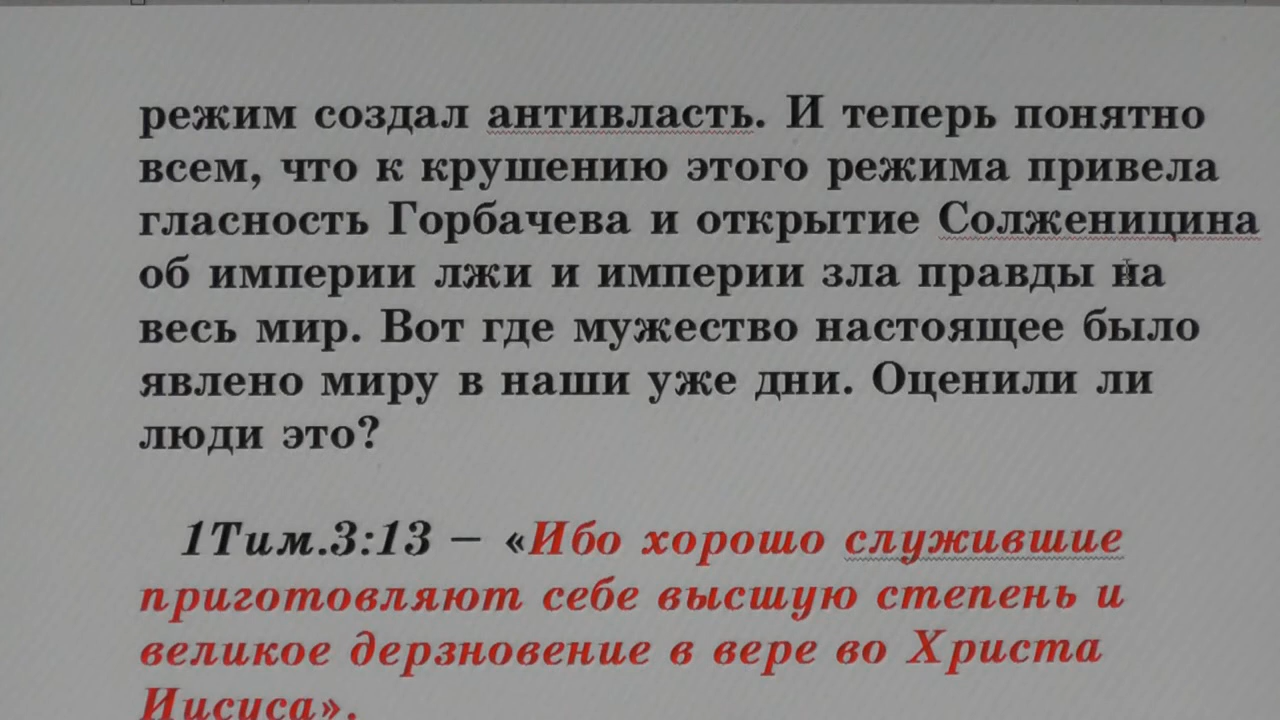 режим создал антивласть. И теперь понятно
всем, что к крушению этого режима привела
гласность Горбачева и открытие Солженицина
об империи лжи и империи зла правды на
весь мир. Вот где мужество настоящее было
явлено миру в наши уже дни. Оценили ли
люди это?
1Тим.3:13 – «Ибо хорошо служившие
приготовляют себе высшую степень и
великое дерзновение в вере во Христа
Иисуса».